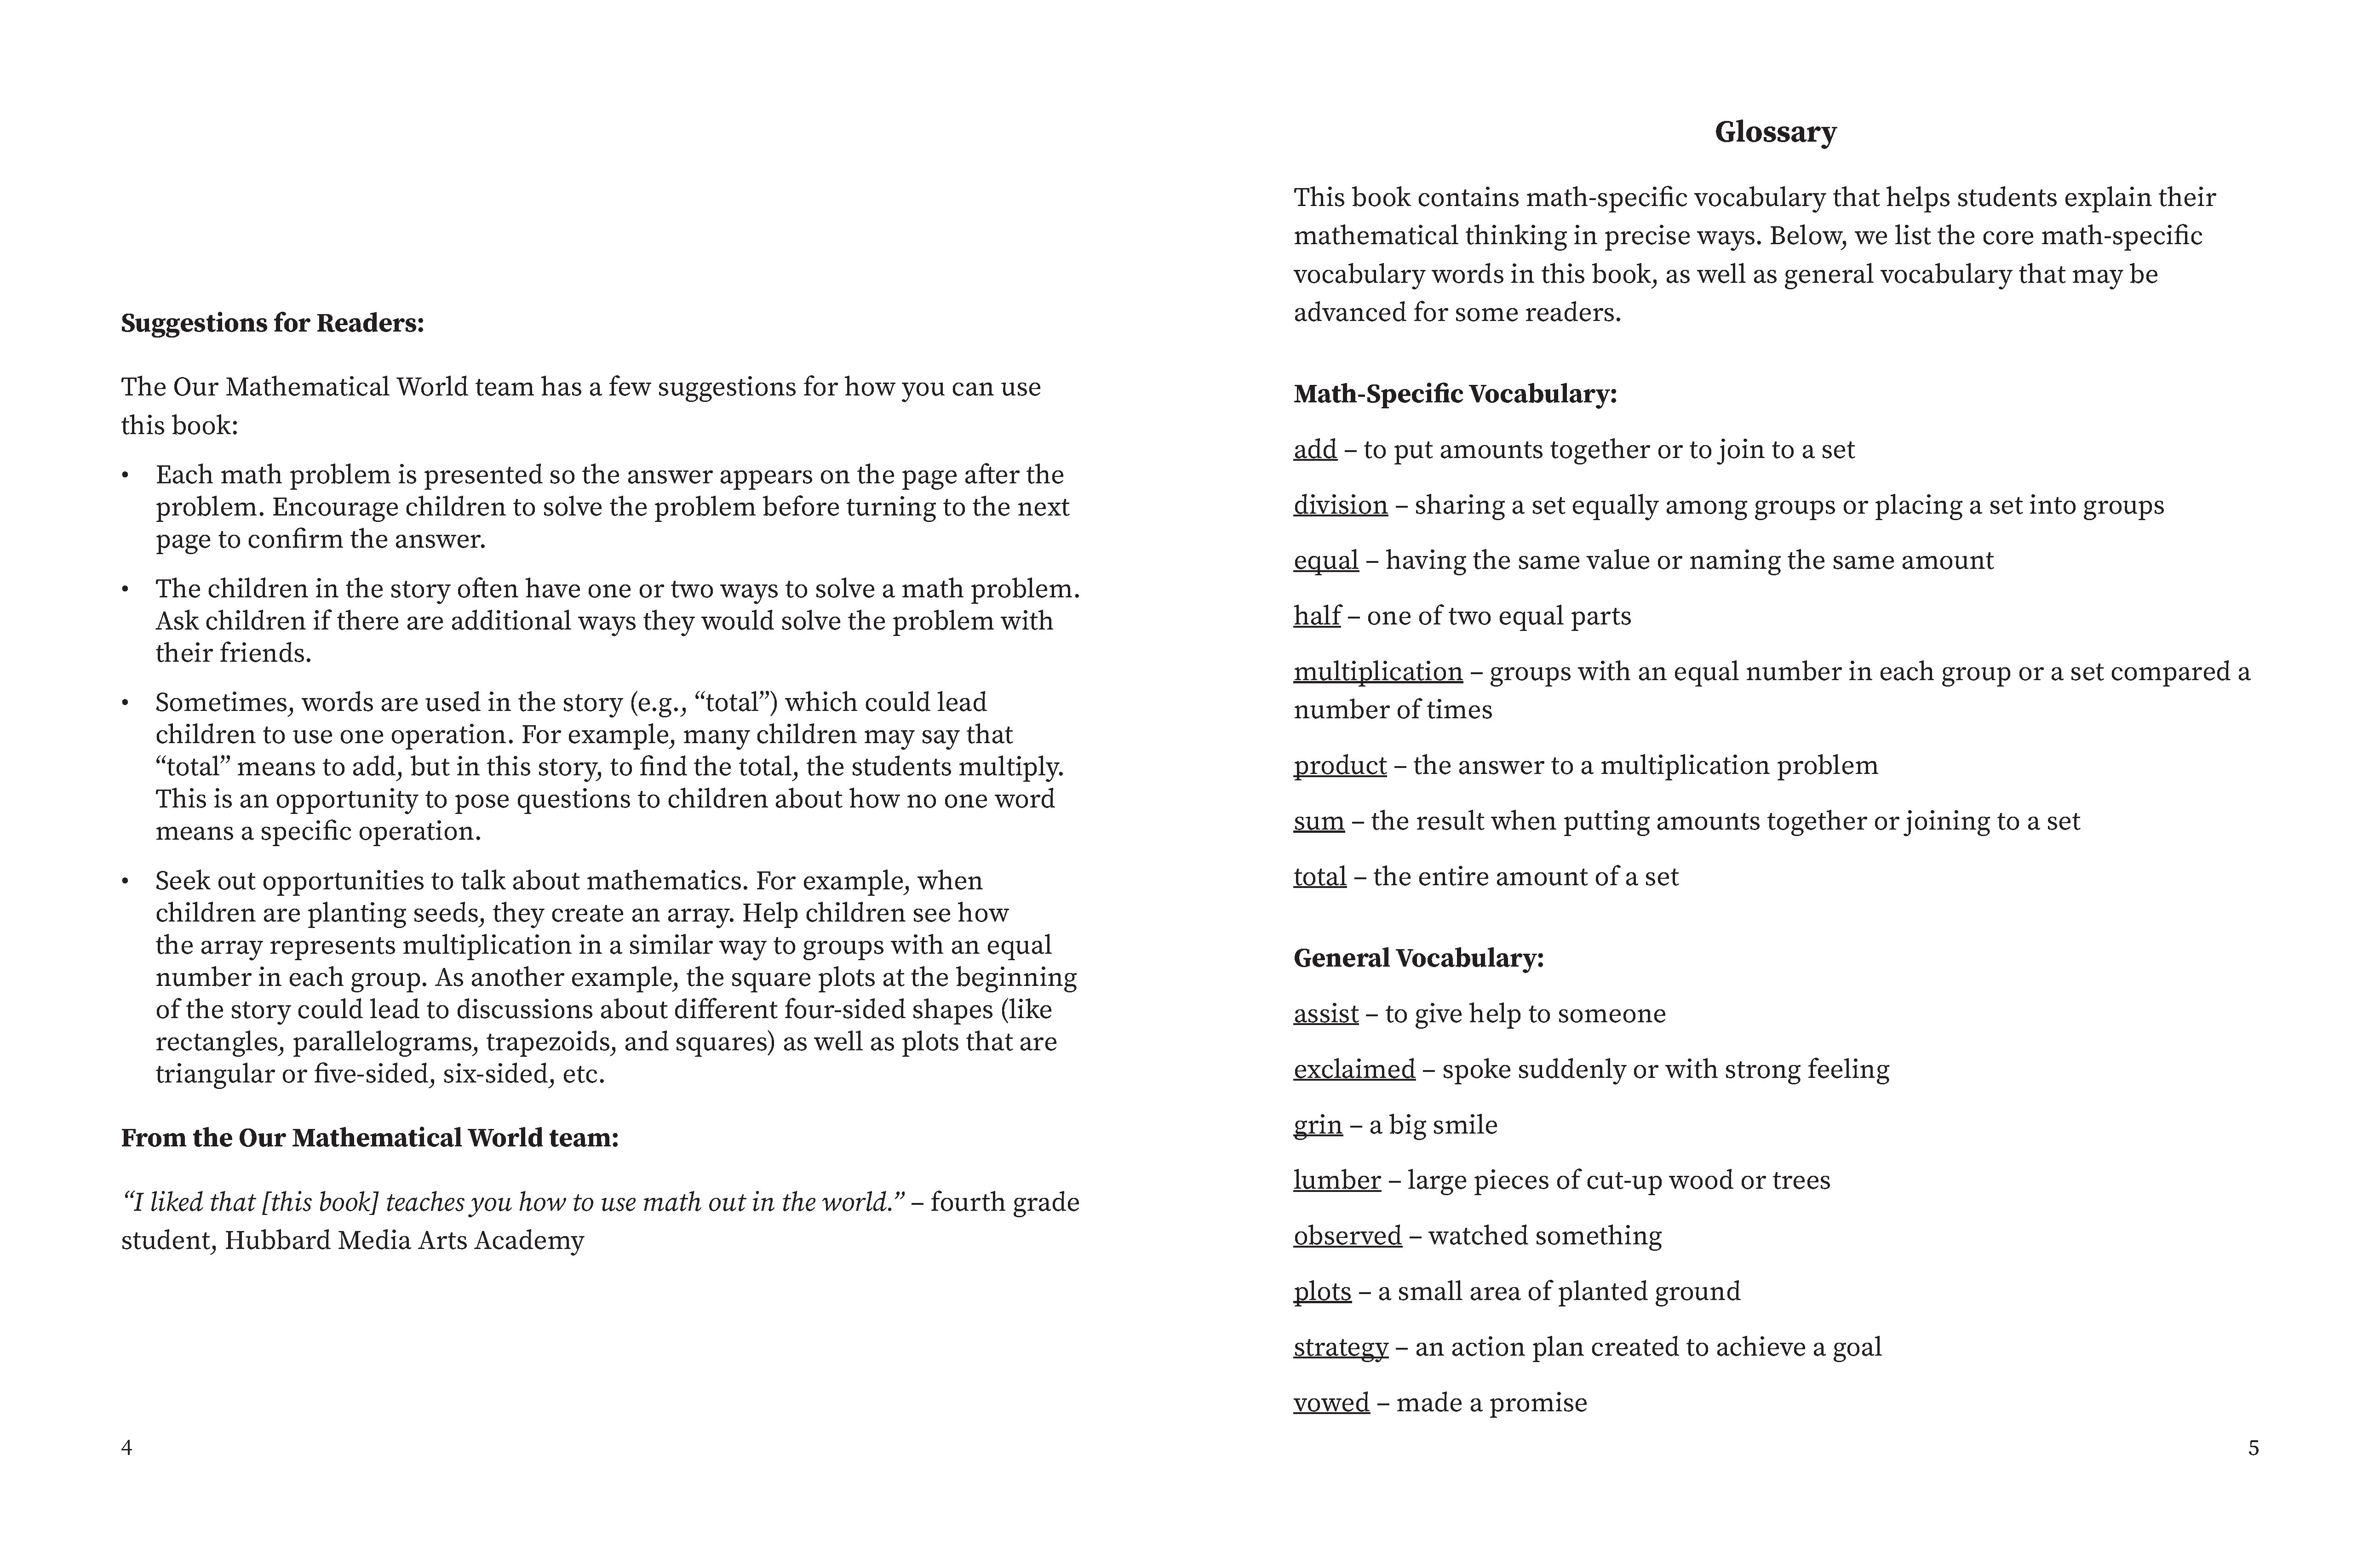 Suggestions for Readers:
The Our Mathematical World team has a few suggestions for how you can use
this book:
• Each math problem is presented so the answer appears on the page after the
problem. Encourage children to solve the problem before turning to the next
page to confirm the answer.
• The children in the story often have one or two ways to solve a math problem.
Ask children if there are additional ways they would solve the problem with
their friends.
• Sometimes, words are used in the story (e.g., “total”) which could lead
children to use one operation. For example, many children may say that
“total” means to add, but in this story, to find the total, the students multiply.
This is an opportunity to pose questions to children about how no one word
means a specific operation.
• Seek out opportunities to talk about mathematics. For example, when
children are planting seeds, they create an array. Help children see how
the array represents multiplication in a similar way to groups with an equal
number in each group. As another example, the square plots at the beginning
of the story could lead to discussions about different four-sided shapes (like
rectangles, parallelograms, trapezoids, and squares) as well as plots that are
triangular or five-sided, six-sided, etc.
From the Our Mathematical World team:
“I liked that [this book] teaches you how to use math out in the world.” – fourth grade
student, Hubbard Media Arts Academy
4
Glossary
This book contains math-specific vocabulary that helps students explain their
mathematical thinking in precise ways. Below, we list the core math-specific
vocabulary words in this book, as well as general vocabulary that may be
advanced for some readers.
Math-Specific Vocabulary:
add – to put amounts together or to join to a set
division – sharing a set equally among groups or placing a set into groups
equal – having the same value or naming the same amount
half – one of two equal parts
multiplication – groups with an equal number in each group or a set compared a
number of times
product – the answer to a multiplication problem
sum – the result when putting amounts together or joining to a set
total – the entire amount of a set
General Vocabulary:
assist – to give help to someone
exclaimed – spoke suddenly or with strong feeling
grin – a big smile
lumber – large pieces of cut-up wood or trees
observed – watched something
plots – a small area of planted ground
strategy – an action plan created to achieve a goal
vowed – made a promise
5